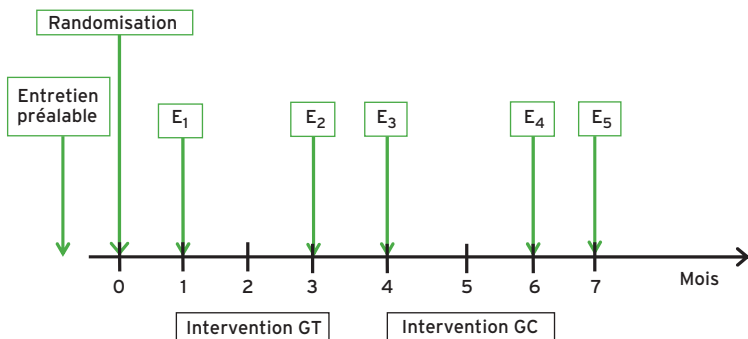 Randomisation
Entretien
préalable
E₁
E₂
E₃
E₄
E₅
0
1
2
3
4
5
6
7
Mois
Intervention GT
Intervention GC